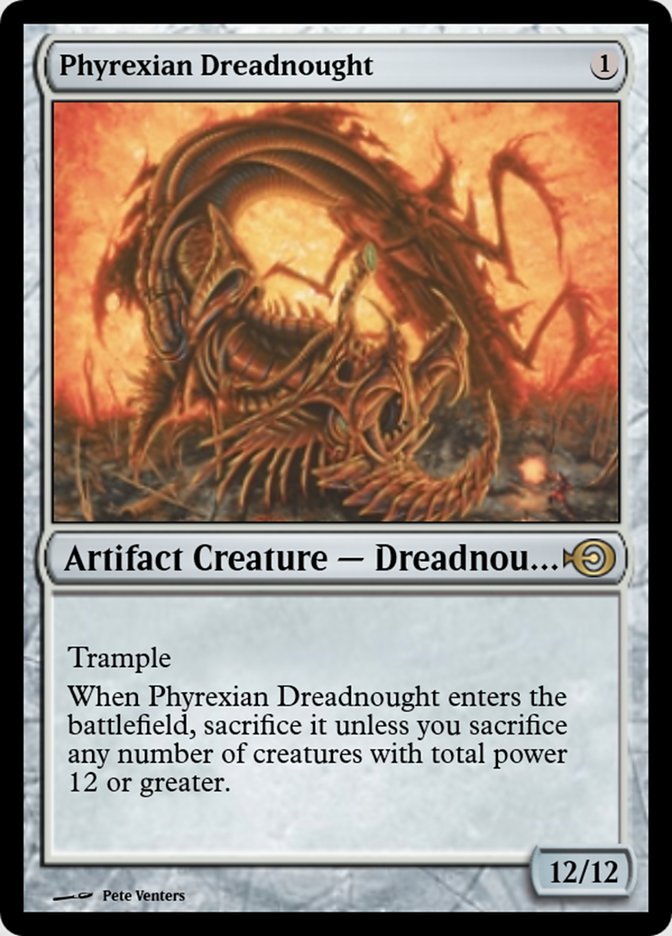 Phyrexian Dreadnought 1
Artifact Creature — Dreadnou...
Trample
When Phyrexian Dreadnought enters the
battlefield, sacrifice it unless you sacrifice
any number of creatures with total power
12 or greater.
12/12
Pete Venters